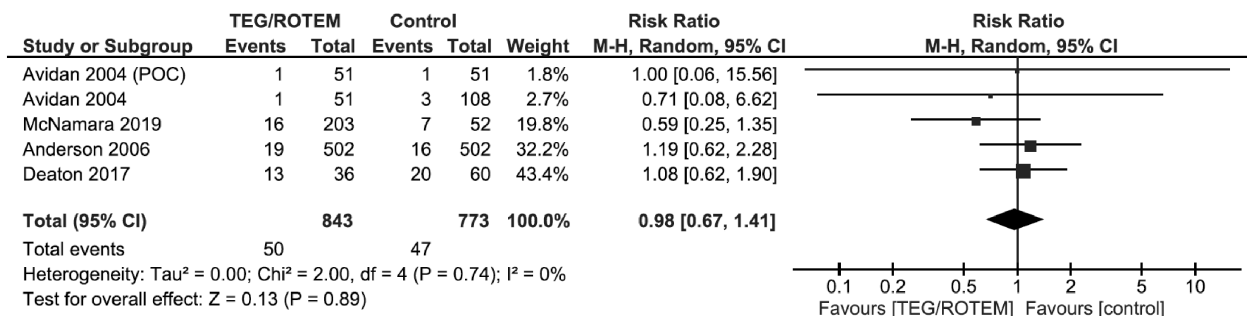 TEG/ROTEM Control Risk Ratio Risk Ratio
Study or Subgroup Events Total Events Total Weight M-H, Random, 95% CI M-H, Random, 95% CI
Avidan 2004 (POC) 1 51 1 51 1.8% 1.00 [0.06, 15.56]
Avidan 2004 1 51 3 108 2.7% 0.71 [0.08, 6.62]
McNamara 2019 16 203 7 52 19.8% 0.59 [0.25, 1.35]
Anderson 2006 19 502 16 502 32.2% 1.19 [0.62, 2.28]
Deaton 2017 13 36 20 60 43.4% 1.08 [0.62, 1.90]
Total (95% CI) 843 773 100.0% 0.98 [0.67, 1.41]
Total events 50 47
Heterogeneity: Tau² = 0.00; Chi² = 2.00, df = 4 (P = 0.74); I² = 0%
Test for overall effect: Z = 0.13 (P = 0.89)
0.1 0.2 0.5 1 2 5 10
Favours [TEG/ROTEM] Favours [control]